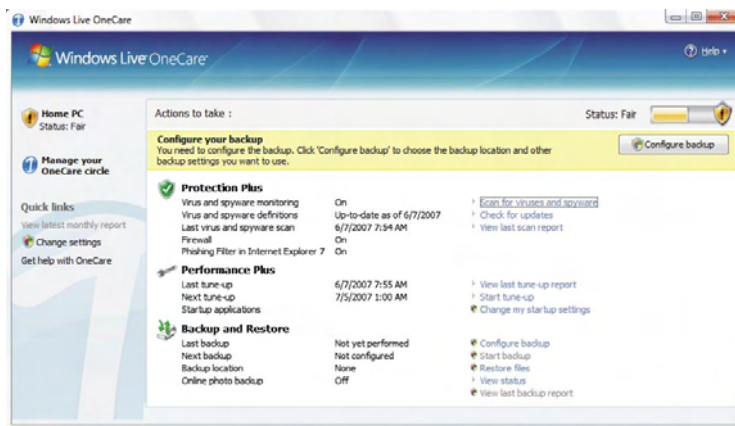 Windows Live OneCare
Windows Live OneCare
Help
Home PC
Status: Fair
Manage your
OneCare circle
Quick links
View latest monthly report
Change settings
Get help with OneCare
Actions to take :
Status: Fair
Configure your backup
You need to configure the backup. Click 'Configure backup' to choose the backup location and other
backup settings you want to use.
Configure backup
Protection Plus
Virus and spyware monitoring On Scan for viruses and spyware
Virus and spyware definitions Up-to-date as of 6/7/2007 Check for updates
Last virus and spyware scan 6/7/2007 7:54 AM View last scan report
Firewall On
Phishing Filter in Internet Explorer 7 On
Performance Plus
Last tune-up 6/7/2007 7:55 AM View last tune-up report
Next tune-up 7/5/2007 1:00 AM Start tune-up
Startup applications Change my startup settings
Backup and Restore
Last backup Not yet performed Configure backup
Next backup Not configured Start backup
Backup location None Restore files
Online photo backup Off View status
View last backup report